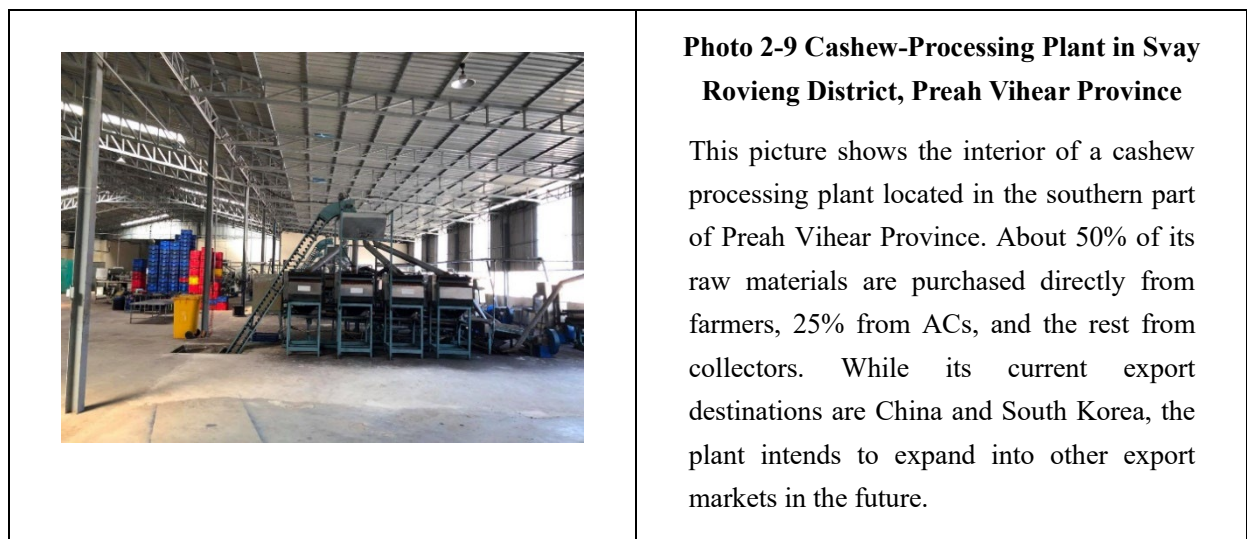 Photo 2-9 Cashew-Processing Plant in Svay
Rovieng District, Preah Vihear Province
This picture shows the interior of a cashew
processing plant located in the southern part
of Preah Vihear Province. About 50% of its
raw materials are purchased directly from
farmers, 25% from ACs, and the rest from
collectors. While its current export
destinations are China and South Korea, the
plant intends to expand into other export
markets in the future.